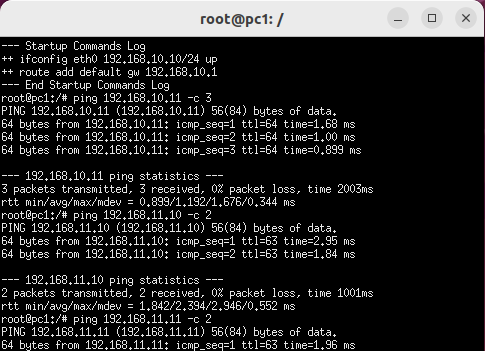 root@pc1: /
--- Startup Commands Log
++ ifconfig eth0 192.168.10.10/24 up
++ route add default gw 192.168.10.1
--- End Startup Commands Log
root@pc1:/# ping 192.168.10.11 -c 3
PING 192.168.10.11 (192.168.10.11) 56(84) bytes of data.
64 bytes from 192.168.10.11: icmp_seq=1 ttl=64 time=1.68 ms
64 bytes from 192.168.10.11: icmp_seq=2 ttl=64 time=1.00 ms
64 bytes from 192.168.10.11: icmp_seq=3 ttl=64 time=0.899 ms
--- 192.168.10.11 ping statistics ---
3 packets transmitted, 3 received, 0% packet loss, time 2003ms
rtt min/avg/max/mdev = 0.899/1.192/1.676/0.344 ms
root@pc1:/# ping 192.168.11.10 -c 2
PING 192.168.11.10 (192.168.11.10) 56(84) bytes of data.
64 bytes from 192.168.11.10: icmp_seq=1 ttl=63 time=2.95 ms
64 bytes from 192.168.11.10: icmp_seq=2 ttl=63 time=1.84 ms
--- 192.168.11.10 ping statistics ---
2 packets transmitted, 2 received, 0% packet loss, time 1001ms
rtt min/avg/max/mdev = 1.842/2.394/2.946/0.552 ms
root@pc1:/# ping 192.168.11.11 -c 2
PING 192.168.11.11 (192.168.11.11) 56(84) bytes of data.
64 bytes from 192.168.11.11: icmp_seq=1 ttl=63 time=1.96 ms